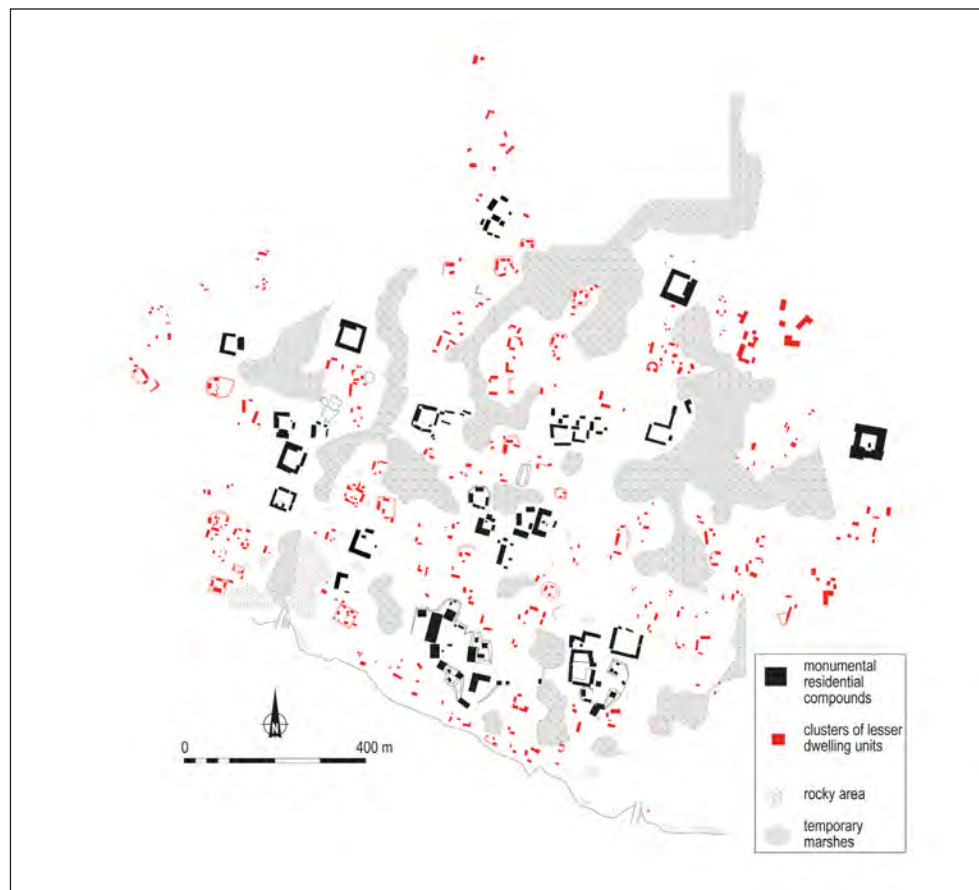 N
0 400 m
monumental
residential
compounds
clusters of lesser
dwelling units
rocky area
temporary
marshes